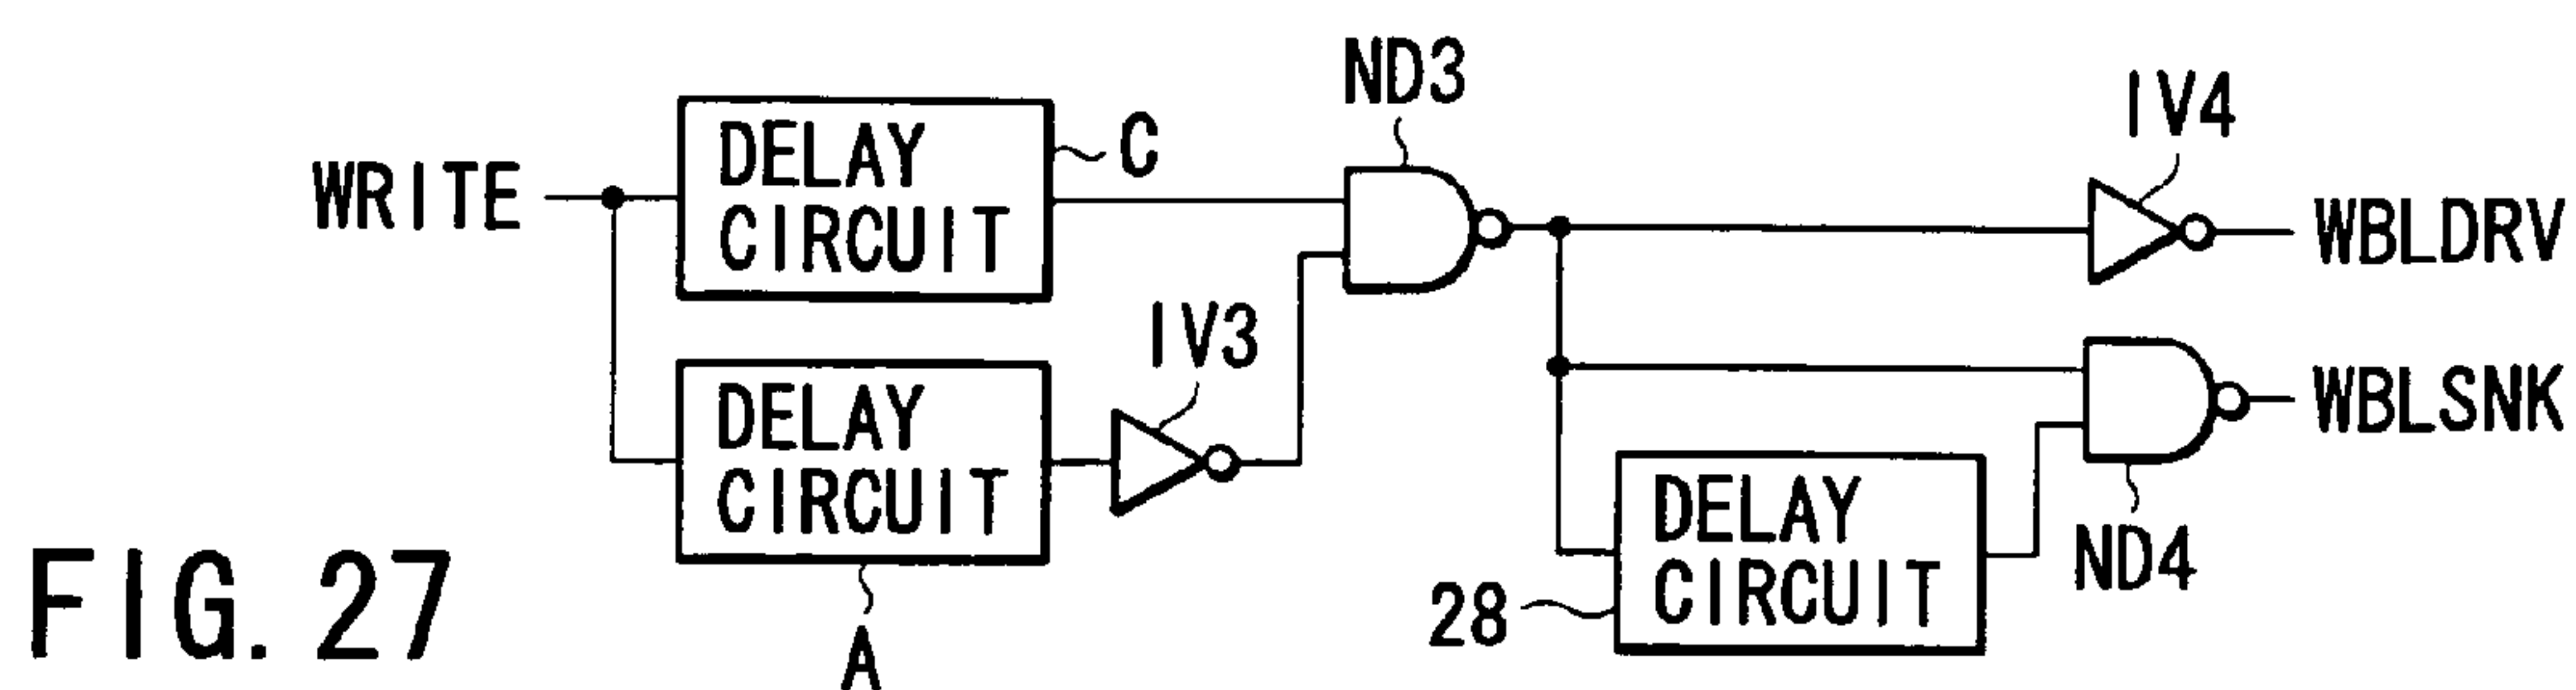 ND3
IV4
DELAY
CIRCUIT
C
WRITE
WBLDRV
IV3
DELAY
CIRCUIT
WBLSNK
DELAY
CIRCUIT
ND4
28
A
FIG. 27